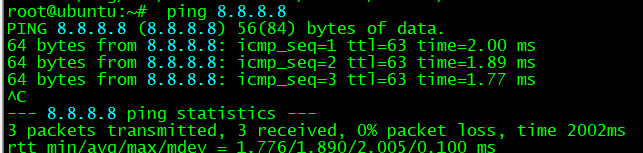 root@ubuntu:~#  ping 8.8.8.8
PING 8.8.8.8 (8.8.8.8) 56(84) bytes of data.
64 bytes from 8.8.8.8: icmp_seq=1 ttl=63 time=2.00 ms
64 bytes from 8.8.8.8: icmp_seq=2 ttl=63 time=1.89 ms
64 bytes from 8.8.8.8: icmp_seq=3 ttl=63 time=1.77 ms
^C
--- 8.8.8.8 ping statistics ---
3 packets transmitted, 3 received, 0% packet loss, time 2002ms
rtt min/avg/max/mdev = 1.776/1.890/2.005/0.100 ms